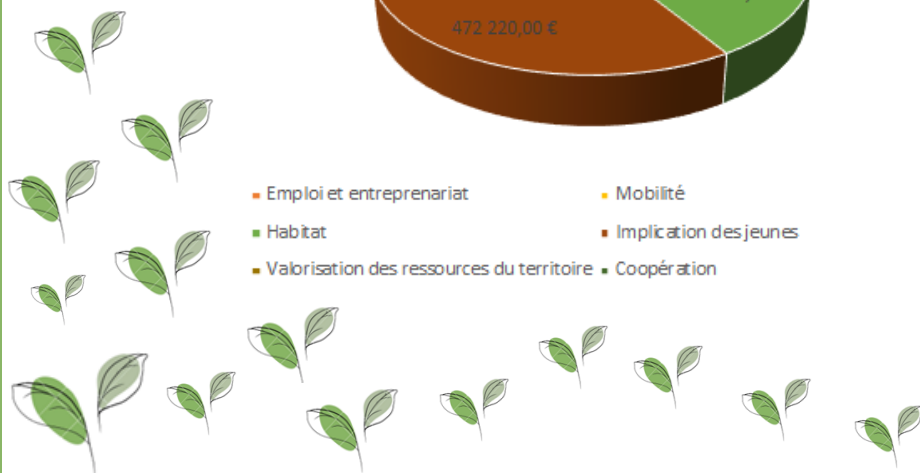 472 220,00 €
Emploi et entreprenariat
Mobilité
Habitat
Implication des jeunes
Valorisation des ressources du territoire
Coopération